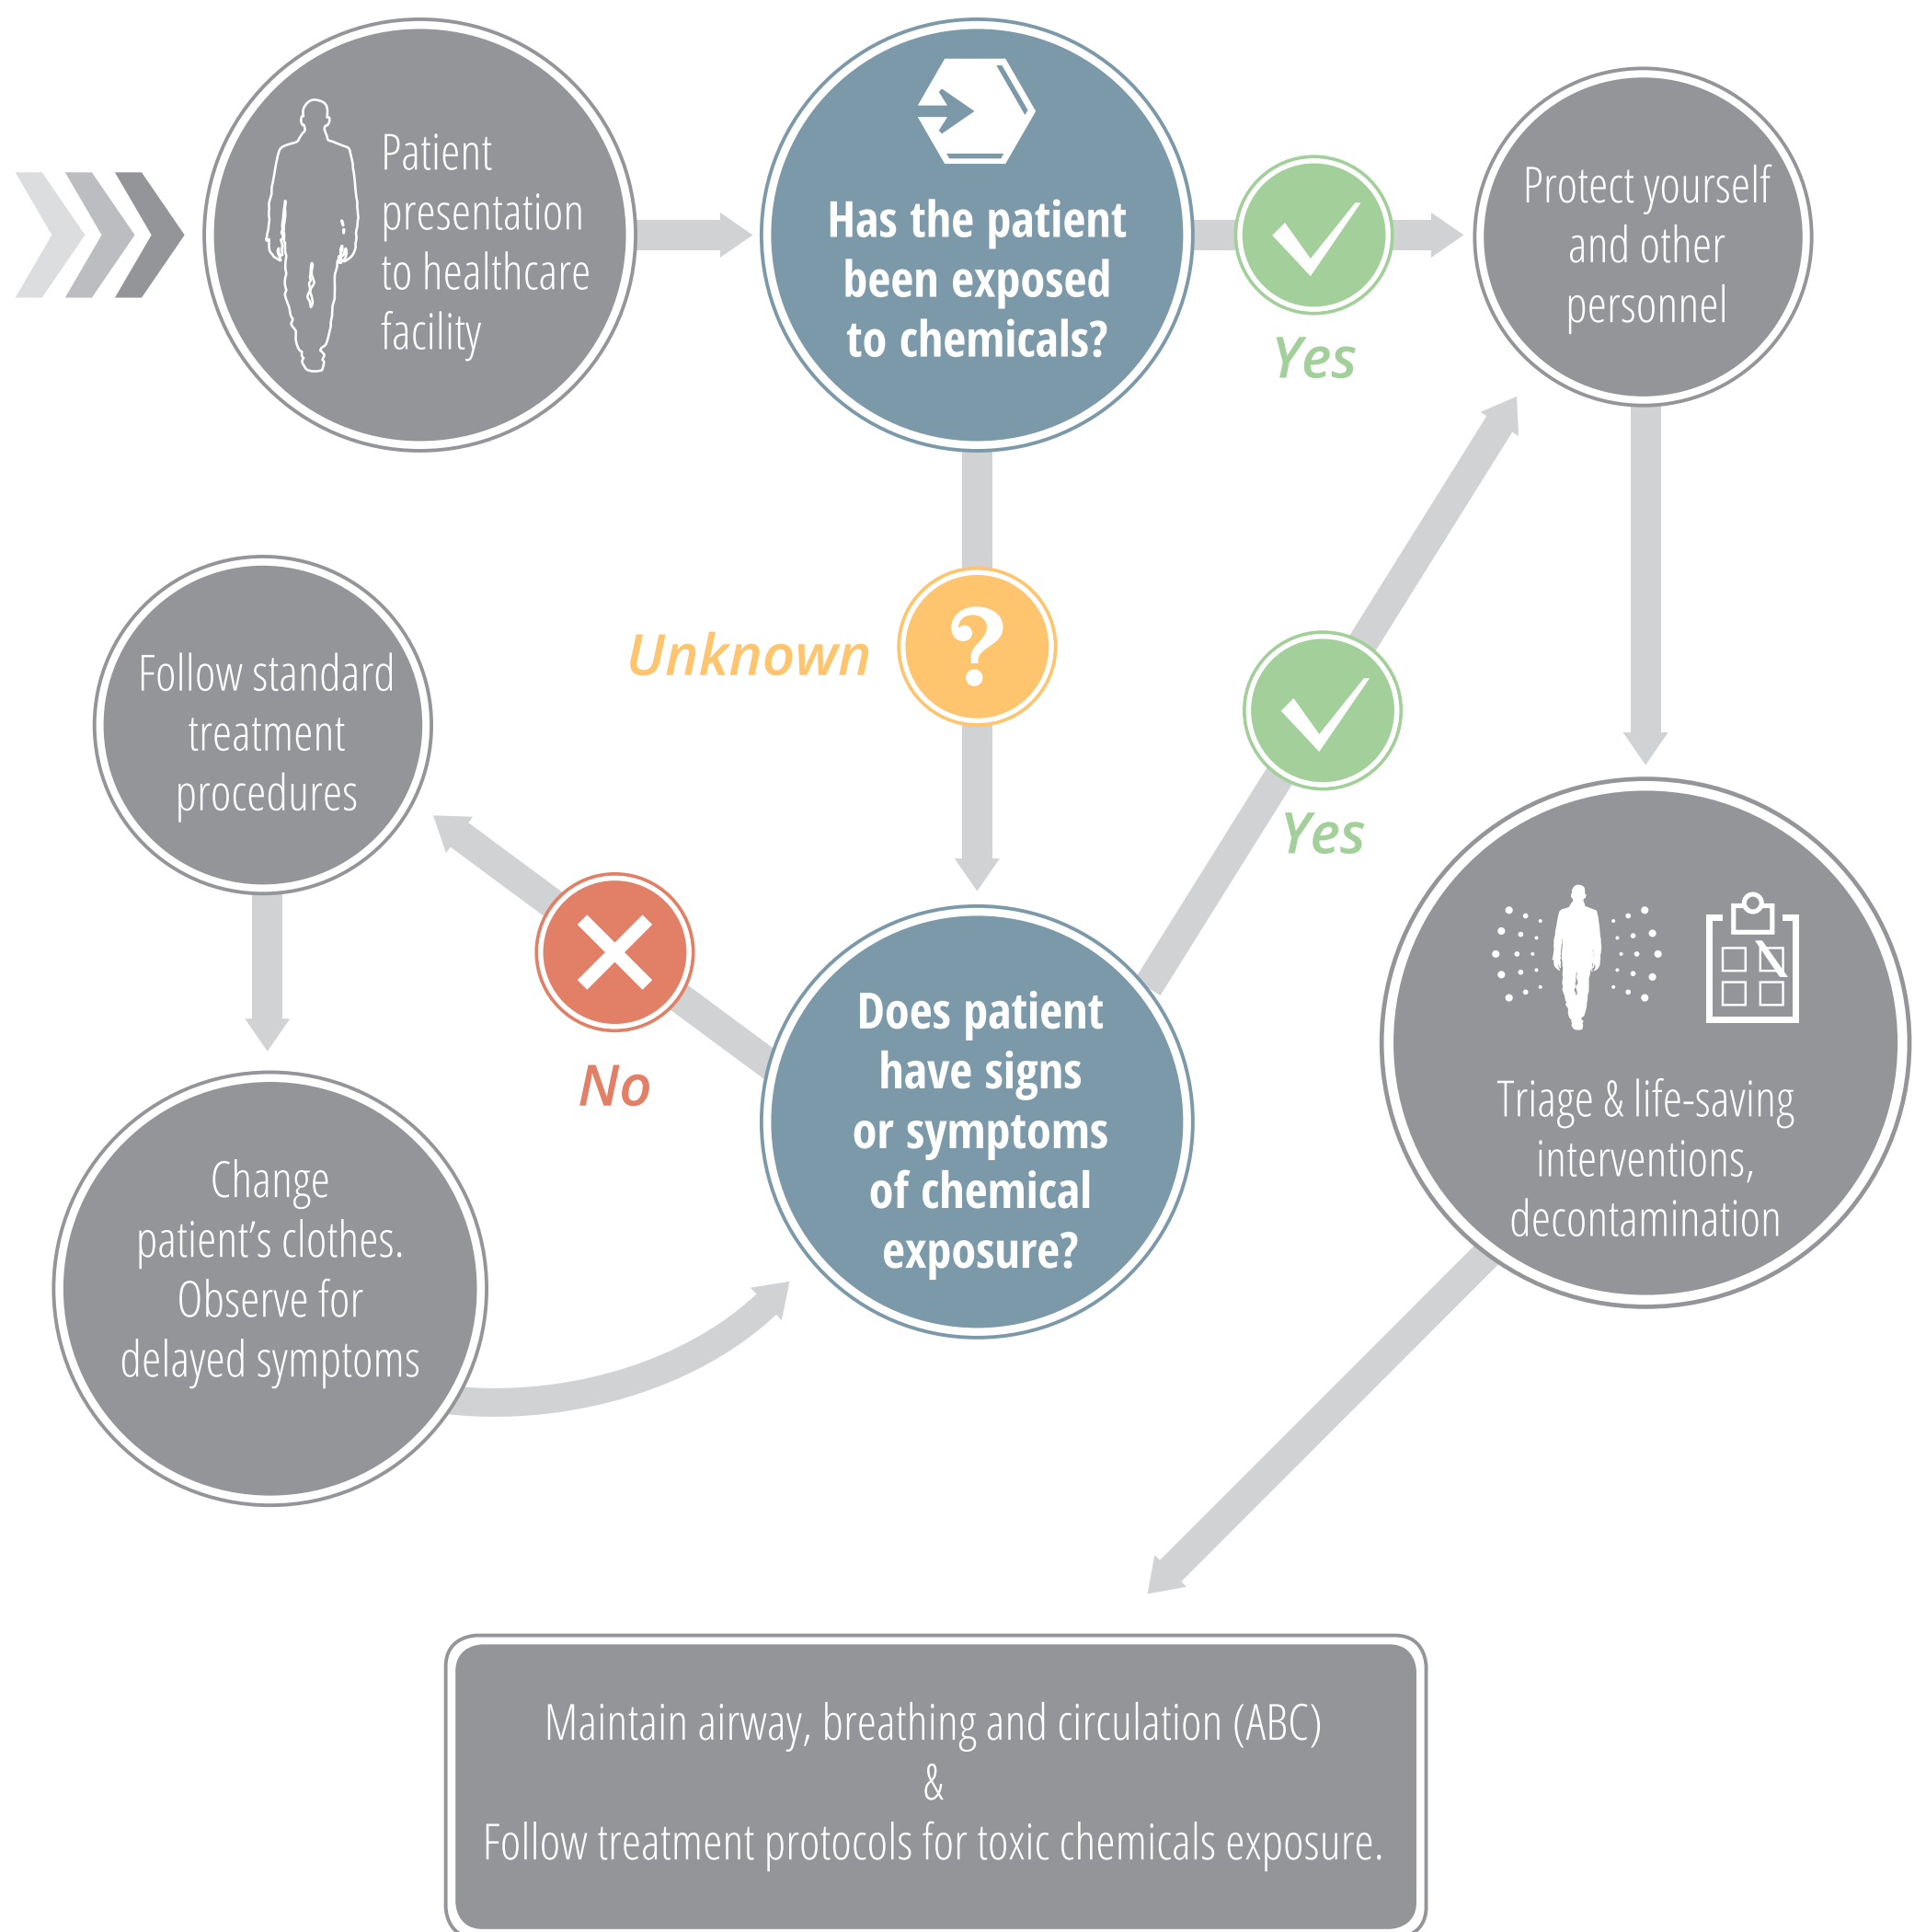 Patient
presentation
to healthcare
facility
Has the patient
been exposed
to chemicals?
Yes
Protect yourself
and other
personnel
Unknown
?
Yes
Follow standard
treatment
procedures
No
Does patient
have signs
or symptoms
of chemical
exposure?
Change
patient's clothes.
Observe for
delayed symptoms
Triage & life-saving
interventions,
decontamination
Maintain airway, breathing and circulation (ABC)
&
Follow treatment protocols for toxic chemicals exposure.